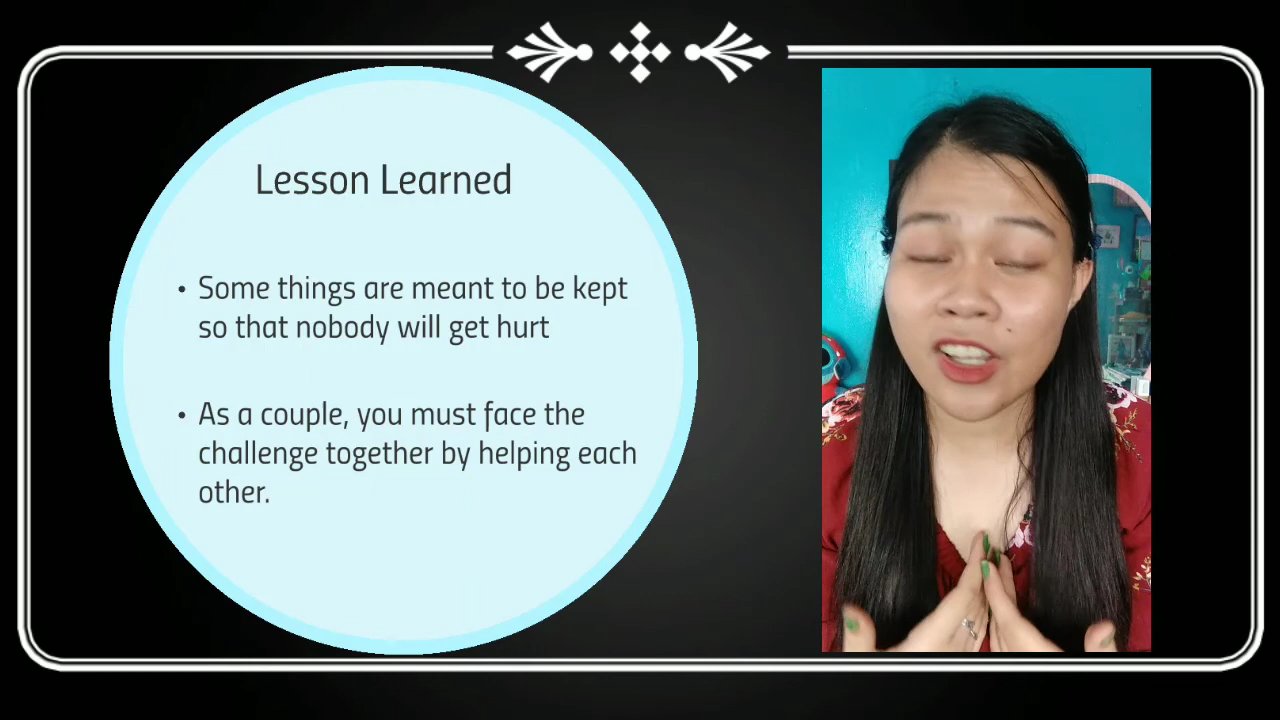 Lesson Learned
• Some things are meant to be kept
so that nobody will get hurt
• As a couple, you must face the
challenge together by helping each
other.